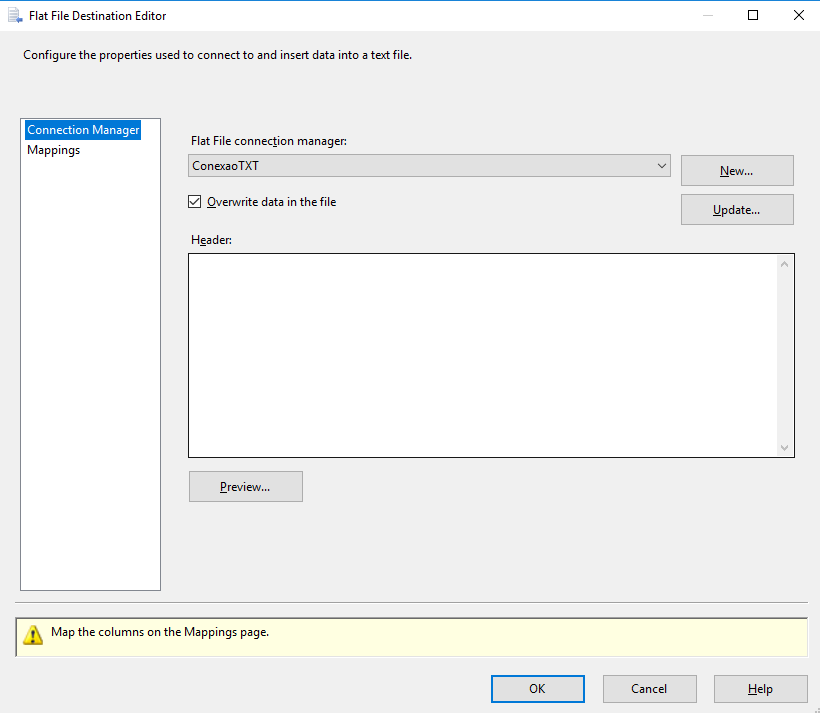 Flat File Destination Editor
Configure the properties used to connect to and insert data into a text file.
Connection Manager
Mappings
Flat File connection manager:
ConexaoTXT
New...
Overwrite data in the file
Update...
Header:
Preview...
Map the columns on the Mappings page.
OK
Cancel
Help